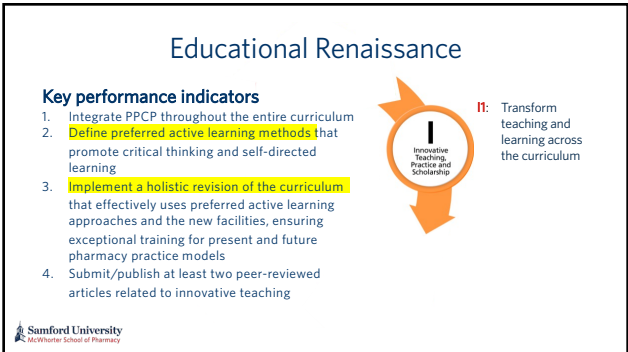 Educational Renaissance
Key performance indicators
1. Integrate PPCP throughout the entire curriculum
2. Define preferred active learning methods that
promote critical thinking and self-directed
learning
3. Implement a holistic revision of the curriculum
that effectively uses preferred active learning
approaches and the new facilities, ensuring
exceptional training for present and future
pharmacy practice models
4. Submit/publish at least two peer-reviewed
articles related to innovative teaching
I
Innovative
Teaching,
Practice and
Scholarship
I1: Transform
teaching and
learning across
the curriculum
Samford University
McWhorter School of Pharmacy